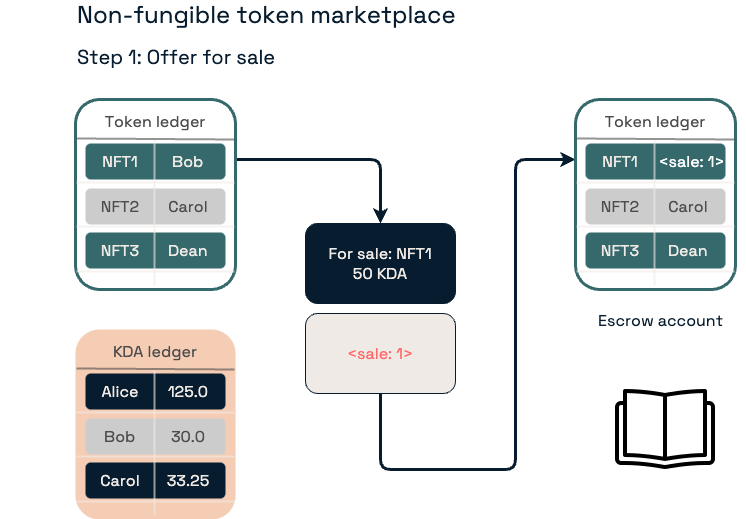 Non-fungible token marketplace
Step 1: Offer for sale
Token ledger
NFT1 Bob
NFT2 Carol
NFT3 Dean
KDA ledger
Alice 125.0
Bob 30.0
Carol 33.25
For sale: NFT1
50 KDA
<sale: 1>
Token ledger
NFT1 <sale: 1>
NFT2 Carol
NFT3 Dean
Escrow account